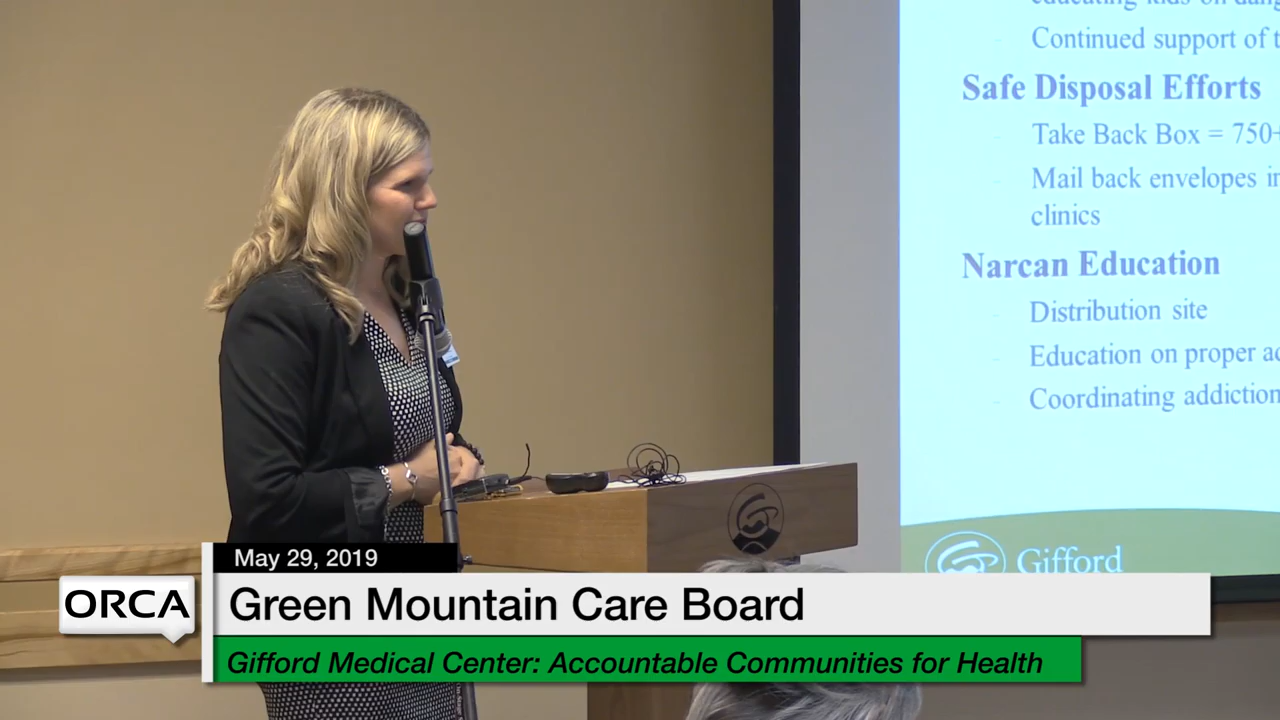 Continued support of
Safe Disposal Efforts
Take Back Box = 750+
Mail back envelopes
clinics
Narcan Education
Distribution site
Education on proper
Coordinating addiction
Gifford
May 29, 2019
ORCA
Green Mountain Care Board
Gifford Medical Center: Accountable Communities for Health